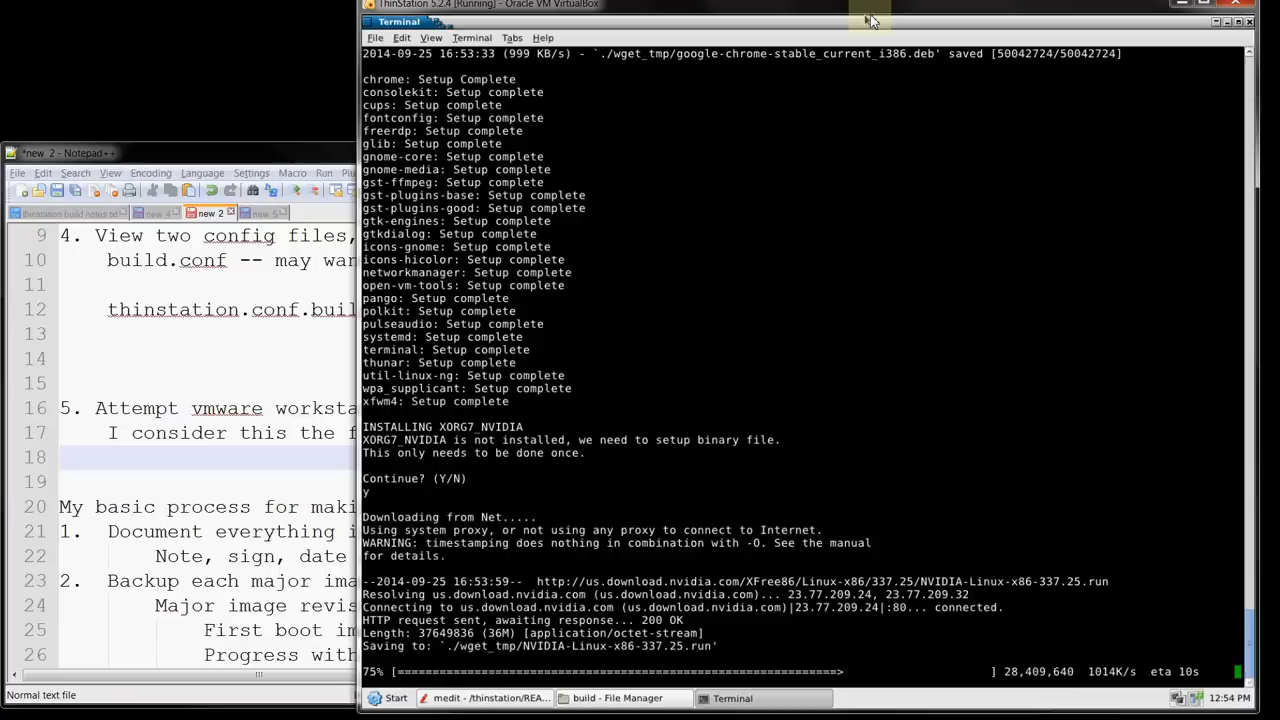 ThinStation 5.2.4 [Running] - Oracle VM VirtualBox
Terminal
File Edit View Terminal Tabs Help
2014-09-25 16:53:33 (999 KB/s) - `./wget_tmp/google-chrome-stable_current_i386.deb' saved [50042724/50042724]
chrome: Setup Complete
consolekit: Setup complete
cups: Setup complete
fontconfig: Setup complete
freerdp: Setup complete
glib: Setup complete
gnome-core: Setup complete
gnome-media: Setup complete
gst-ffmpeg: Setup complete
gst-plugins-base: Setup complete
gst-plugins-good: Setup complete
gtk-engines: Setup complete
gtkdialog: Setup complete
icons-gnome: Setup complete
icons-hicolor: Setup complete
networkmanager: Setup complete
open-vm-tools: Setup complete
pango: Setup complete
polkit: Setup complete
pulseaudio: Setup complete
systemd: Setup complete
terminal: Setup complete
thunar: Setup complete
util-linux-ng: Setup complete
wpa_supplicant: Setup complete
xfwm4: Setup complete
INSTALLING XORG7_NVIDIA
XORG7_NVIDIA is not installed, we need to setup binary file.
This only needs to be done once.
Continue? (Y/N)
y
Downloading from Net.....
Using system proxy, or not using any proxy to connect to Internet.
WARNING: timestamping does nothing in combination with -O. See the manual
for details.
--2014-09-25 16:53:59-- http://us.download.nvidia.com/XFree86/Linux-x86/337.25/NVIDIA-Linux-x86-337.25.run
Resolving us.download.nvidia.com (us.download.nvidia.com)... 23.77.209.24, 23.77.209.32
Connecting to us.download.nvidia.com (us.download.nvidia.com)|23.77.209.24|:80... connected.
HTTP request sent, awaiting response... 200 OK
Length: 37649836 (36M) [application/octet-stream]
Saving to: `./wget_tmp/NVIDIA-Linux-x86-337.25.run'
75% [==================================================================> ] 28,409,640 1014K/s eta 10s
Start medit - /thinstation/REA... build - File Manager Terminal 12:54 PM
*new 2 - Notepad++
File Edit Search View Encoding Language Settings Macro Run
thinstation build notes.txt new 4 new 2 new 5
9 4. View two config files,
10 build.conf -- may wan
11
12 thinstation.conf.buil
13
14
15
16 5. Attempt vmware worksta
17 I consider this the f
18
19
20 My basic process for maki
21 1. Document everything i
22 Note, sign, date
23 2. Backup each major ima
24 Major image revis
25 First boot im
26 Progress with
Normal text file